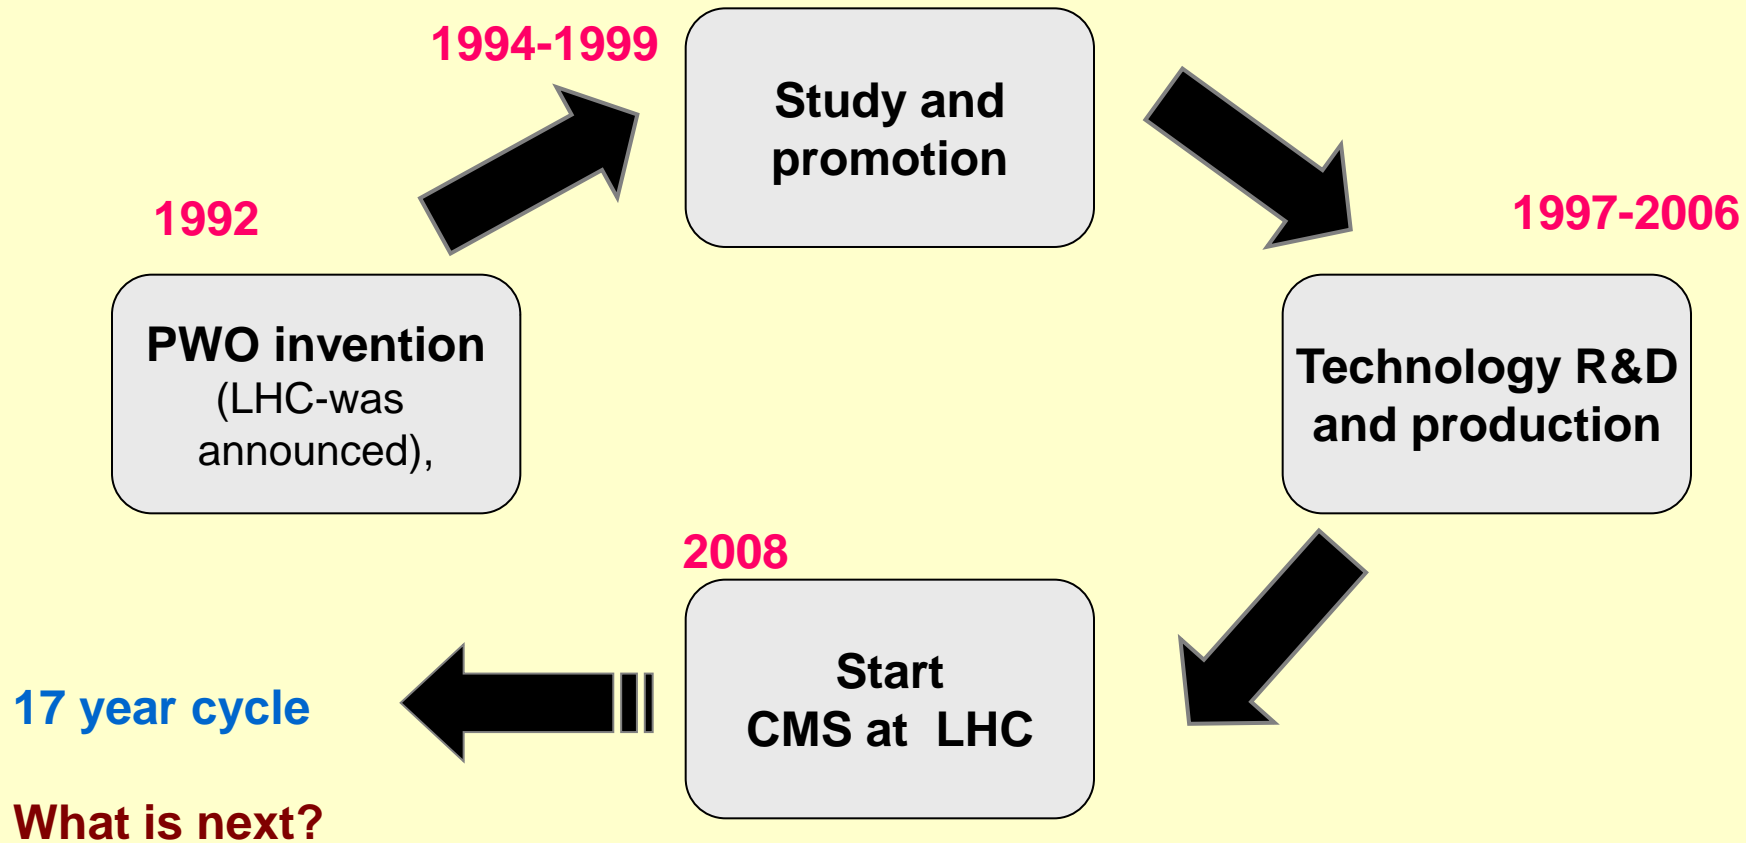 1994-1999
Study and
promotion
1992
1997-2006
PWO invention
(LHC-was
announced),
Technology R&D
and production
2008
Start
CMS at LHC
17 year cycle
What is next?